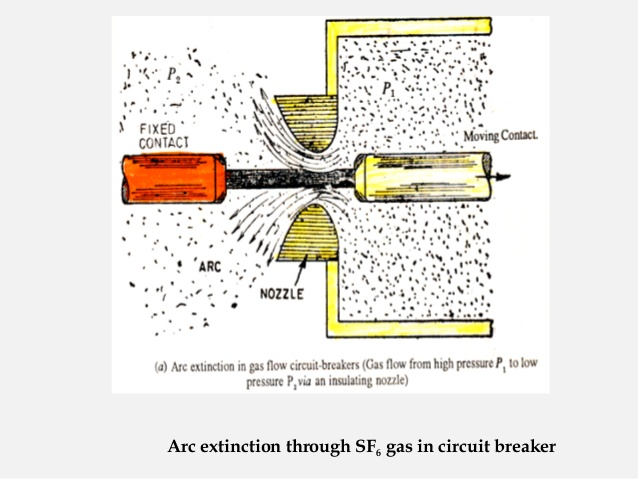 P₂
P₁
FIXED
CONTACT
Moving Contact.
ARC
NOZZLE
(a) Arc extinction in gas flow circuit-breakers (Gas flow from high pressure P₁ to low
pressure P₂ via an insulating nozzle)
Arc extinction through SF₆ gas in circuit breaker